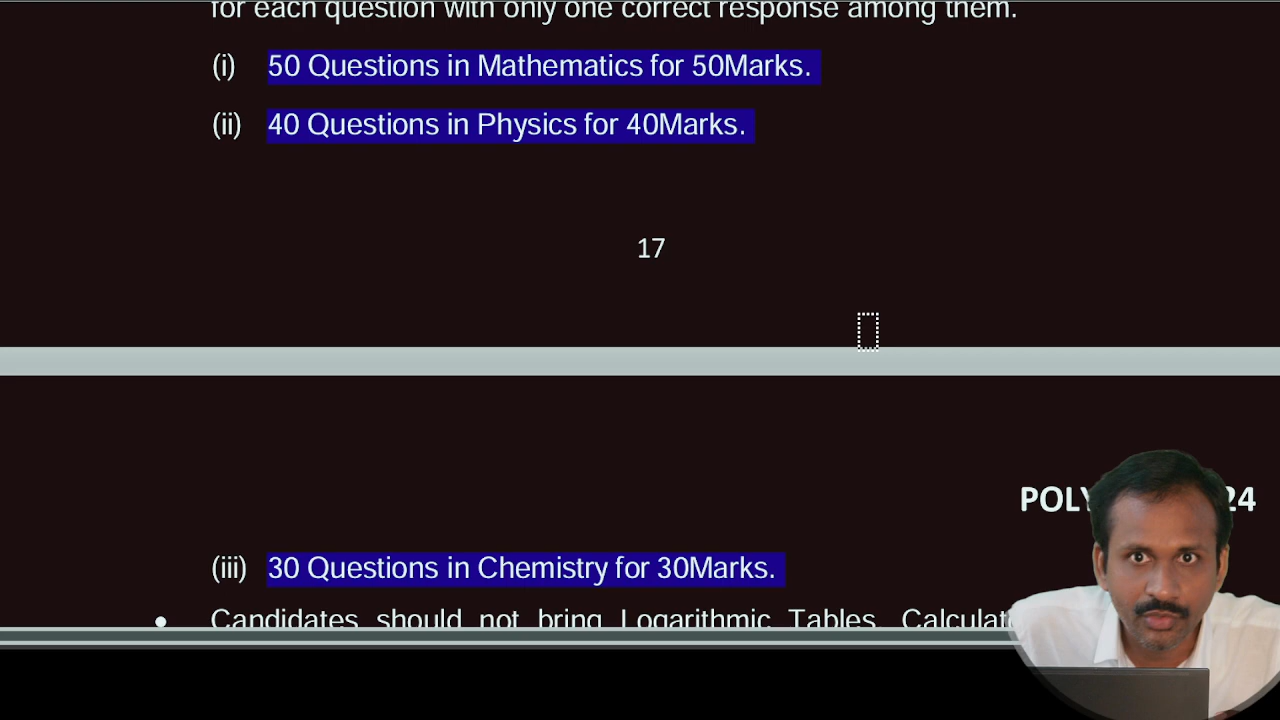 for each question with only one correct response among them.
(i) 50 Questions in Mathematics for 50Marks.
(ii) 40 Questions in Physics for 40Marks.
17
24
(iii) 30 Questions in Chemistry for 30Marks.
• Candidates should not bring Logarithmic Tables,